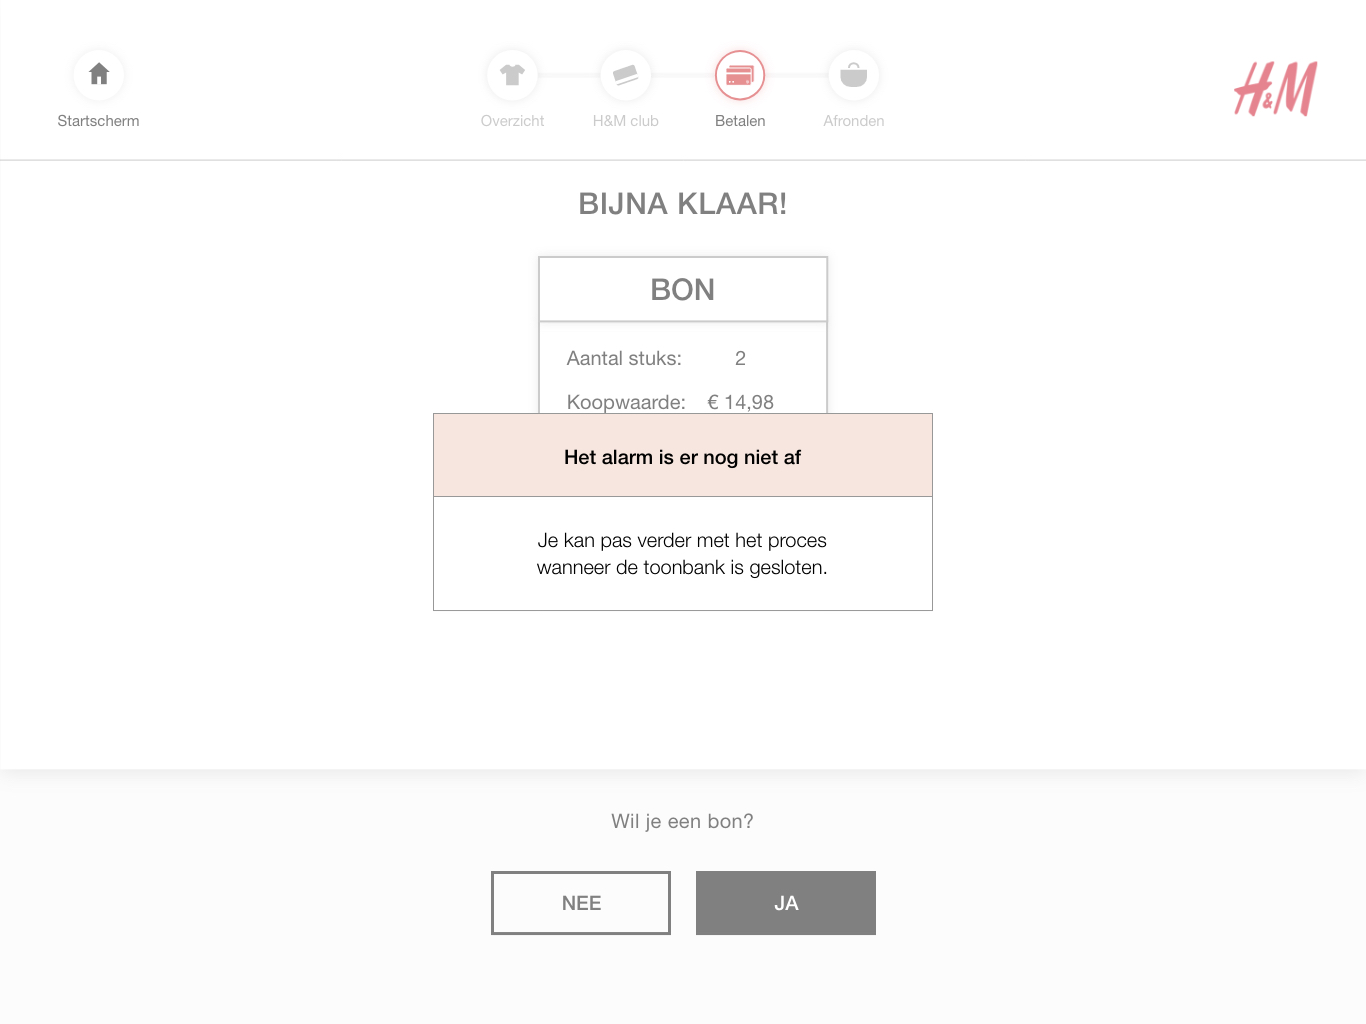 Startscherm
Overzicht
H&M club
Betalen
Afronden
H&M
BIJNA KLAAR!
BON
Aantal stuks: 2
Koopwaarde: € 14,98
Het alarm is er nog niet af
Je kan pas verder met het proces
wanneer de toonbank is gesloten.
Wil je een bon?
NEE
JA